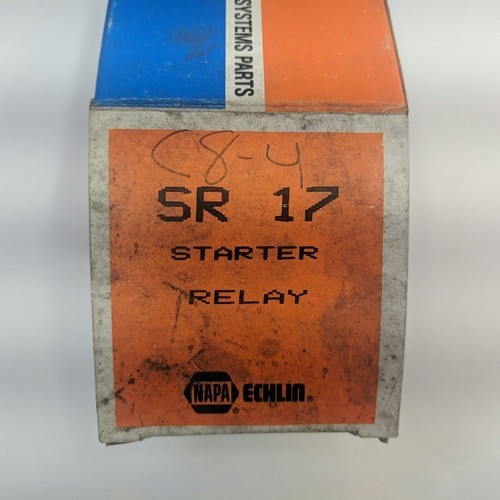 SYSTEMS PARTS
C8-4
SR 17
STARTER
RELAY
NAPA® ECHLIN®